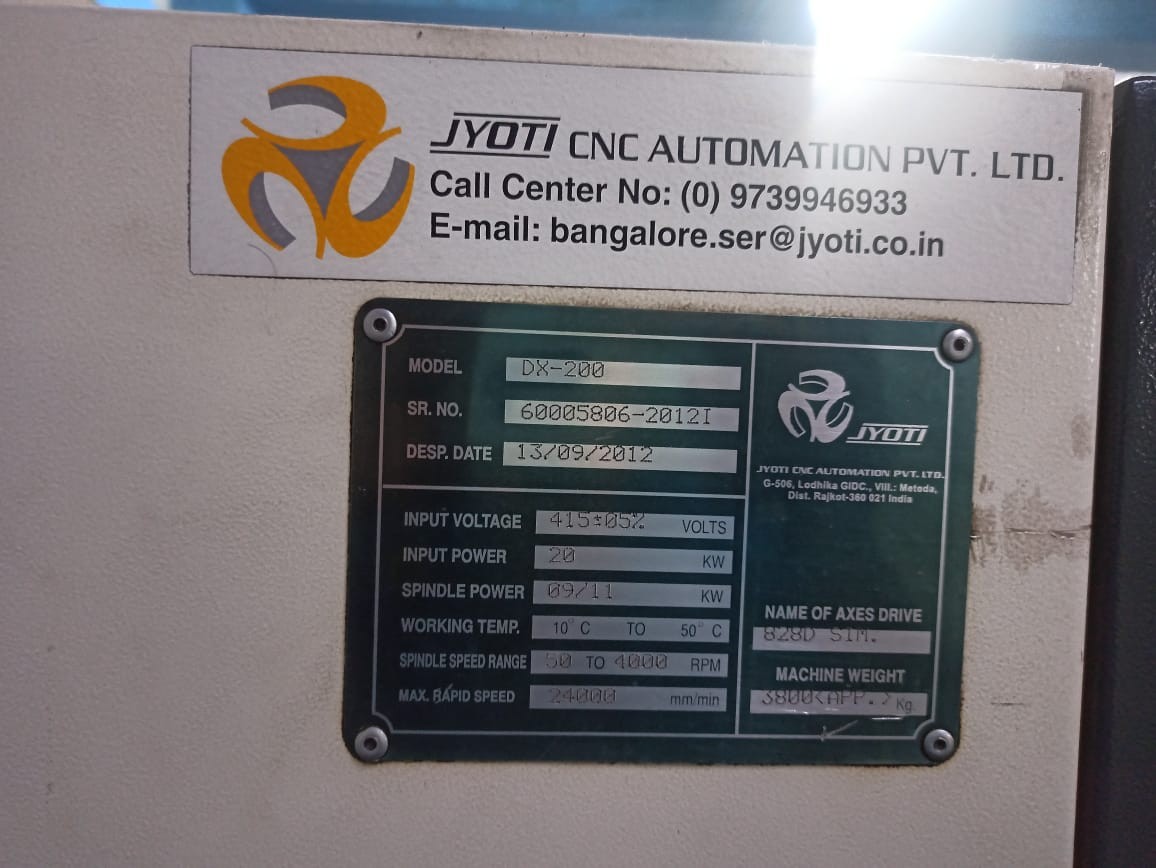 JYOTI CNC AUTOMATION PVT. LTD.
Call Center No: (0) 9739946933
E-mail: bangalore.ser@jyoti.co.in
MODEL DX-200
SR. NO. 60005806-2012I
DESP. DATE 13/09/2012
JYOTI
JYOTI CNC AUTOMATION PVT. LTD.
G-506, Lodhika GIDC., Vill.: Metoda,
Dist. Rajkot-360 021 India
INPUT VOLTAGE 415±05% VOLTS
INPUT POWER 20 KW
SPINDLE POWER 09/11 KW
WORKING TEMP. 10° C TO 50° C
SPINDLE SPEED RANGE 50 TO 4000 RPM
MAX. RAPID SPEED 24000 mm/min
NAME OF AXES DRIVE
828D SIM.
MACHINE WEIGHT
3800<APP.> Kg.